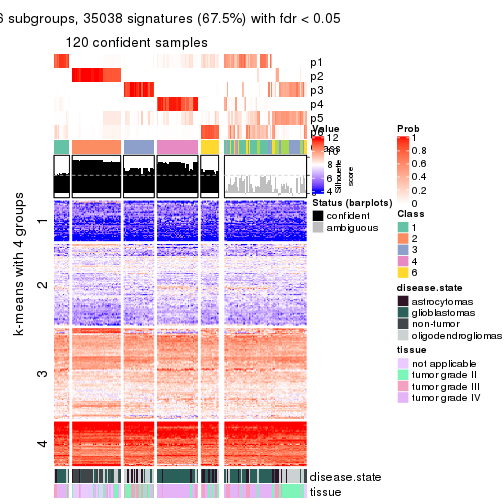 6 subgroups, 35038 signatures (67.5%) with fdr < 0.05
120 confident samples
p1
p2
p3
p4
p5
p6
Value
12
10
8
6
4
Class
Silhouette
score
Status (barplots)
confident
ambiguous
Prob
1
0.8
0.6
0.4
0.2
0
Class
1
2
3
4
6
disease.state
astrocytomas
glioblastomas
non-tumor
oligodendrogliomas
tissue
not applicable
tumor grade II
tumor grade III
tumor grade IV
k-means with 4 groups
1
2
3
4
disease.state
tissue